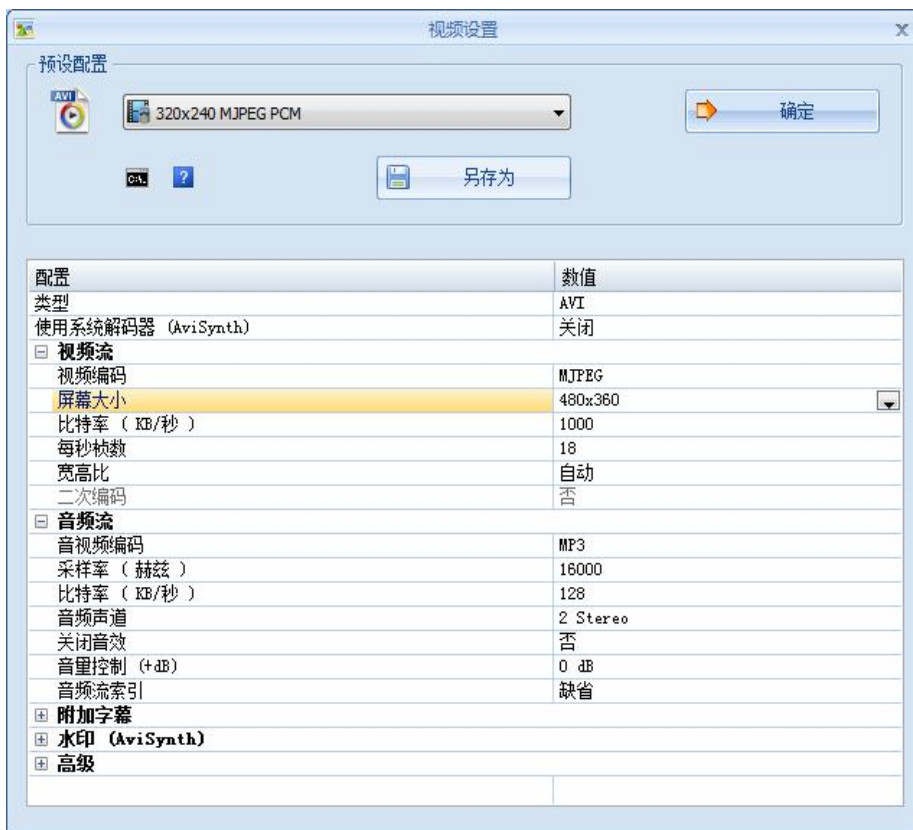 视频设置
预设配置
AVI
320x240 MJPEG PCM
确定
C:\.
?
另存为
配置 数值
类型 AVI
使用系统解码器 (AviSynth) 关闭
视频流
视频编码 MJPEG
屏幕大小 480x360
比特率 ( KB/秒 ) 1000
每秒桢数 18
宽高比 自动
二次编码 否
音频流
音视频编码 MP3
采样率 ( 赫兹 ) 16000
比特率 ( KB/秒 ) 128
音频声道 2 Stereo
关闭音效 否
音量控制 (+dB) 0 dB
音频流索引 缺省
附加字幕
水印 (AviSynth)
高级